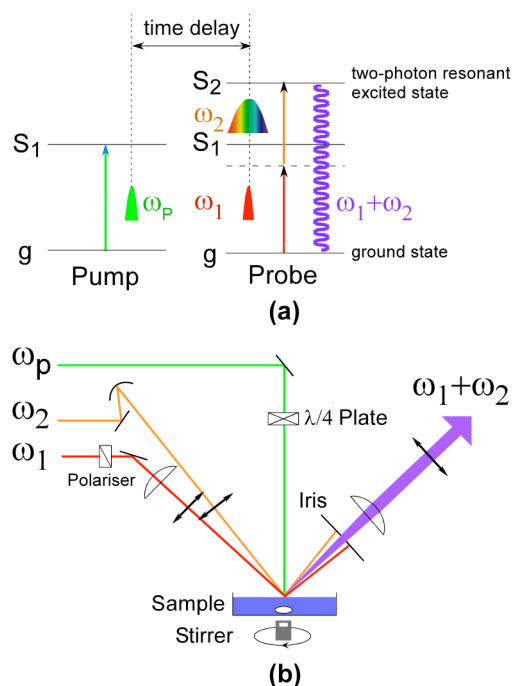 time delay
S2
two-photon resonant
excited state
ω2
S1
S1
ωP
ω1
ω1+ω2
g
g
ground state
Pump
Probe
(a)
ωp
ω1+ω2
ω2
λ/4 Plate
ω1
Polariser
Iris
Sample
Stirrer
(b)